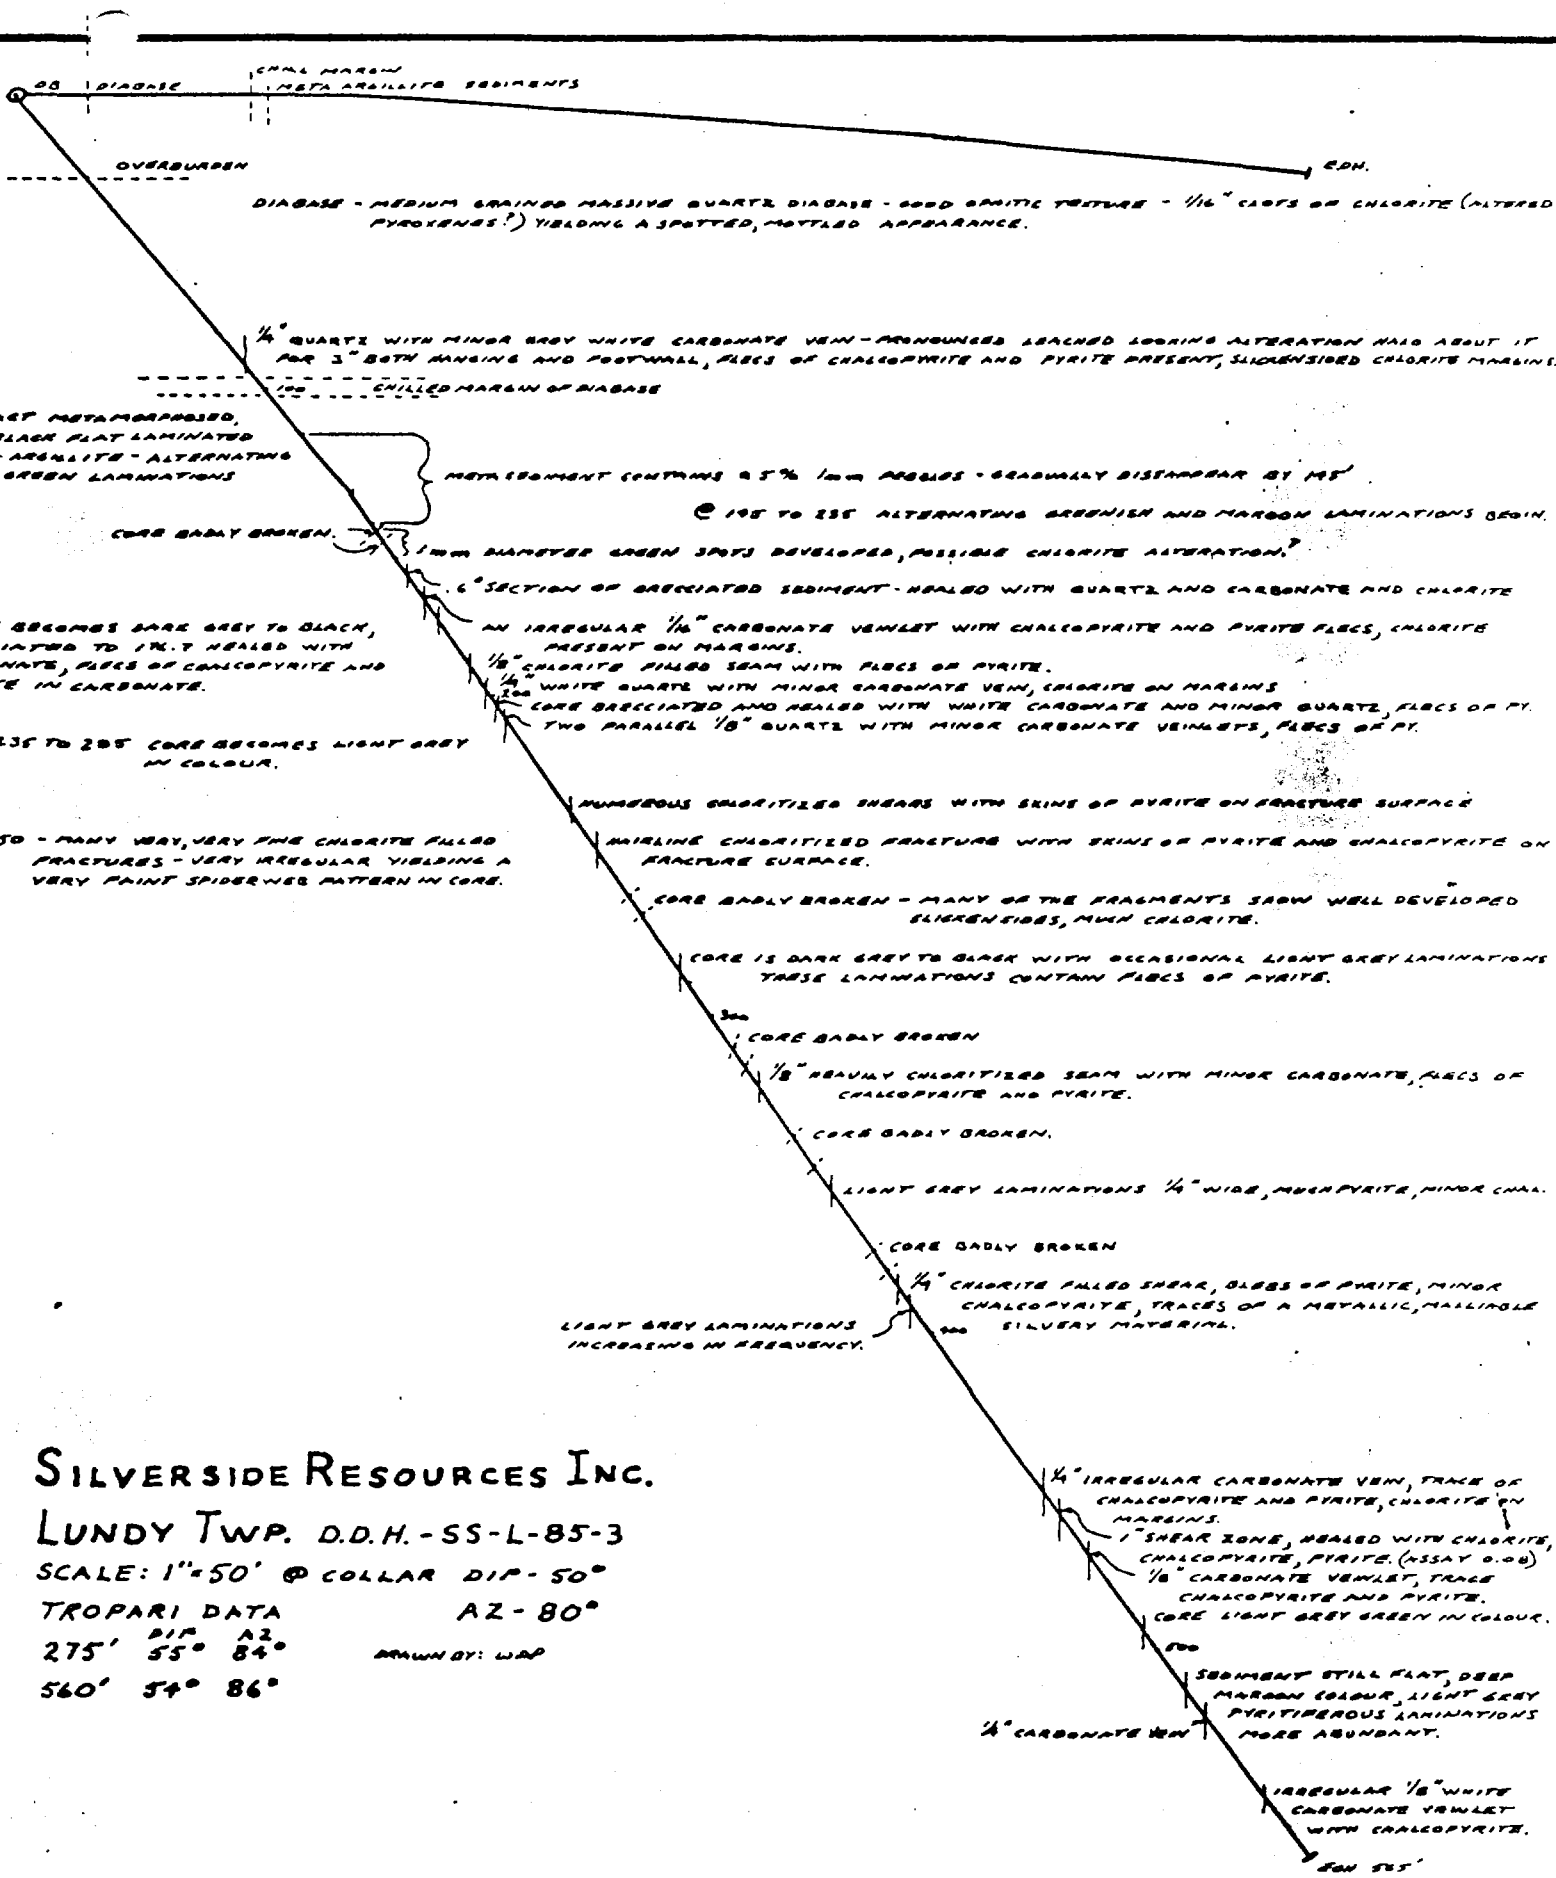 CHILL MARGIN
OB DIABASE META ARGILLITE SEDIMENTS
E.O.H.
OVERBURDEN
DIABASE - MEDIUM GRAINED MASSIVE QUARTZ DIABASE - GOOD OPHITIC TEXTURE - 1/16" CLOTS OF CHLORITE (ALTERED
PYROXENES?) YIELDING A SPOTTED, MOTTLED APPEARANCE.
1/4" QUARTZ WITH MINOR GREY WHITE CARBONATE VEIN - PRONOUNCED LEACHED LOOKING ALTERATION HALO ABOUT IT
FOR 3" BOTH HANGING AND FOOTWALL, FLECS OF CHALCOPYRITE AND PYRITE PRESENT, SLICKENSIDED CHLORITE MARGINS.
100 CHILLED MARGIN OF DIABASE
ACT METAMORPHOSED,
BLACK FLAT LAMINATED
- ARGILLITE - ALTERNATING
GREEN LAMINATIONS
METASEDIMENT CONTAINS 5% 1mm PEBBLES - GRADUALLY DISSAPPEAR BY 145'
@ 195 TO 235 ALTERNATING GREENISH AND MAROON LAMINATIONS BEGIN.
CORE BADLY BROKEN.
1mm DIAMETER GREEN SPOTS DEVELOPED, POSSIBLE CHLORITE ALTERATION?
6" SECTION OF BRECCIATED SEDIMENT - HEALED WITH QUARTZ AND CARBONATE AND CHLORITE
BECOMES DARK GREY TO BLACK,
CIATED TO HEALED WITH
NATE, FLECS OF CHALCOPYRITE AND
TE IN CARBONATE.
AN IRREGULAR 1/16" CARBONATE VEINLET WITH CHALCOPYRITE AND PYRITE FLECS, CHLORITE
PRESENT ON MARGINS.
1/8" CHLORITE FILLED SEAM WITH FLECS OF PYRITE.
1/4" WHITE QUARTZ WITH MINOR CARBONATE VEIN, CHLORITE ON MARGINS
200
CORE BRECCIATED AND HEALED WITH WHITE CARBONATE AND MINOR QUARTZ, FLECS OF PY.
TWO PARALLEL 1/8" QUARTZ WITH MINOR CARBONATE VEINLETS, FLECS OF PY.
235 TO 285 CORE BECOMES LIGHT GREY
IN COLOUR.
NUMEROUS CHLORITIZED SHEARS WITH SKINS OF PYRITE ON FRACTURE SURFACE
50 - MANY VERY, VERY FINE CHLORITE FILLED
FRACTURES - VERY IRREGULAR YIELDING A
VERY FAINT SPIDERWEB PATTERN IN CORE.
HAIRLINE CHLORITIZED FRACTURE WITH SKINS OF PYRITE AND CHALCOPYRITE ON
FRACTURE SURFACE.
CORE BADLY BROKEN - MANY OF THE FRAGMENTS SHOW WELL DEVELOPED
SLICKENSIDES, MUCH CHLORITE.
CORE IS DARK GREY TO BLACK WITH OCCASIONAL LIGHT GREY LAMINATIONS
THESE LAMINATIONS CONTAIN FLECS OF PYRITE.
300
CORE BADLY BROKEN
1/8" HEAVILY CHLORITIZED SEAM WITH MINOR CARBONATE, FLECS OF
CHALCOPYRITE AND PYRITE.
CORE BADLY BROKEN.
LIGHT GREY LAMINATIONS 1/4" WIDE, MUCH PYRITE, MINOR CHAL.
CORE BADLY BROKEN
1/4" CHLORITE FILLED SHEAR, BLEBS OF PYRITE, MINOR
CHALCOPYRITE, TRACES OF A METALLIC, MALLIABLE
SILVERY MATERIAL.
LIGHT GREY LAMINATIONS
INCREASING IN FREQUENCY.
400
SILVERSIDE RESOURCES INC.
LUNDY TWP. D.D.H. - SS-L-85-3
SCALE: 1"=50' @ COLLAR DIP - 50°
TROPARI DATA AZ - 80°
DIP AZ
275' 55° 84°
DRAWN BY: WDP
560' 54° 86°
1/4" IRREGULAR CARBONATE VEIN, TRACE OF
CHALCOPYRITE AND PYRITE, CHLORITE ON
MARGINS.
1" SHEAR ZONE, HEALED WITH CHLORITE,
CHALCOPYRITE, PYRITE. (ASSAY 0.08)
1/8" CARBONATE VEINLET, TRACE
CHALCOPYRITE AND PYRITE.
CORE LIGHT GREY GREEN IN COLOUR.
500
SEDIMENT STILL FLAT, DEEP
MAROON COLOUR, LIGHT GREY
PYRITIFEROUS LAMINATIONS
MORE ABUNDANT.
1/4" CARBONATE VEIN
IRREGULAR 1/8" WHITE
CARBONATE VEINLET
WITH CHALCOPYRITE.
EOH 565'